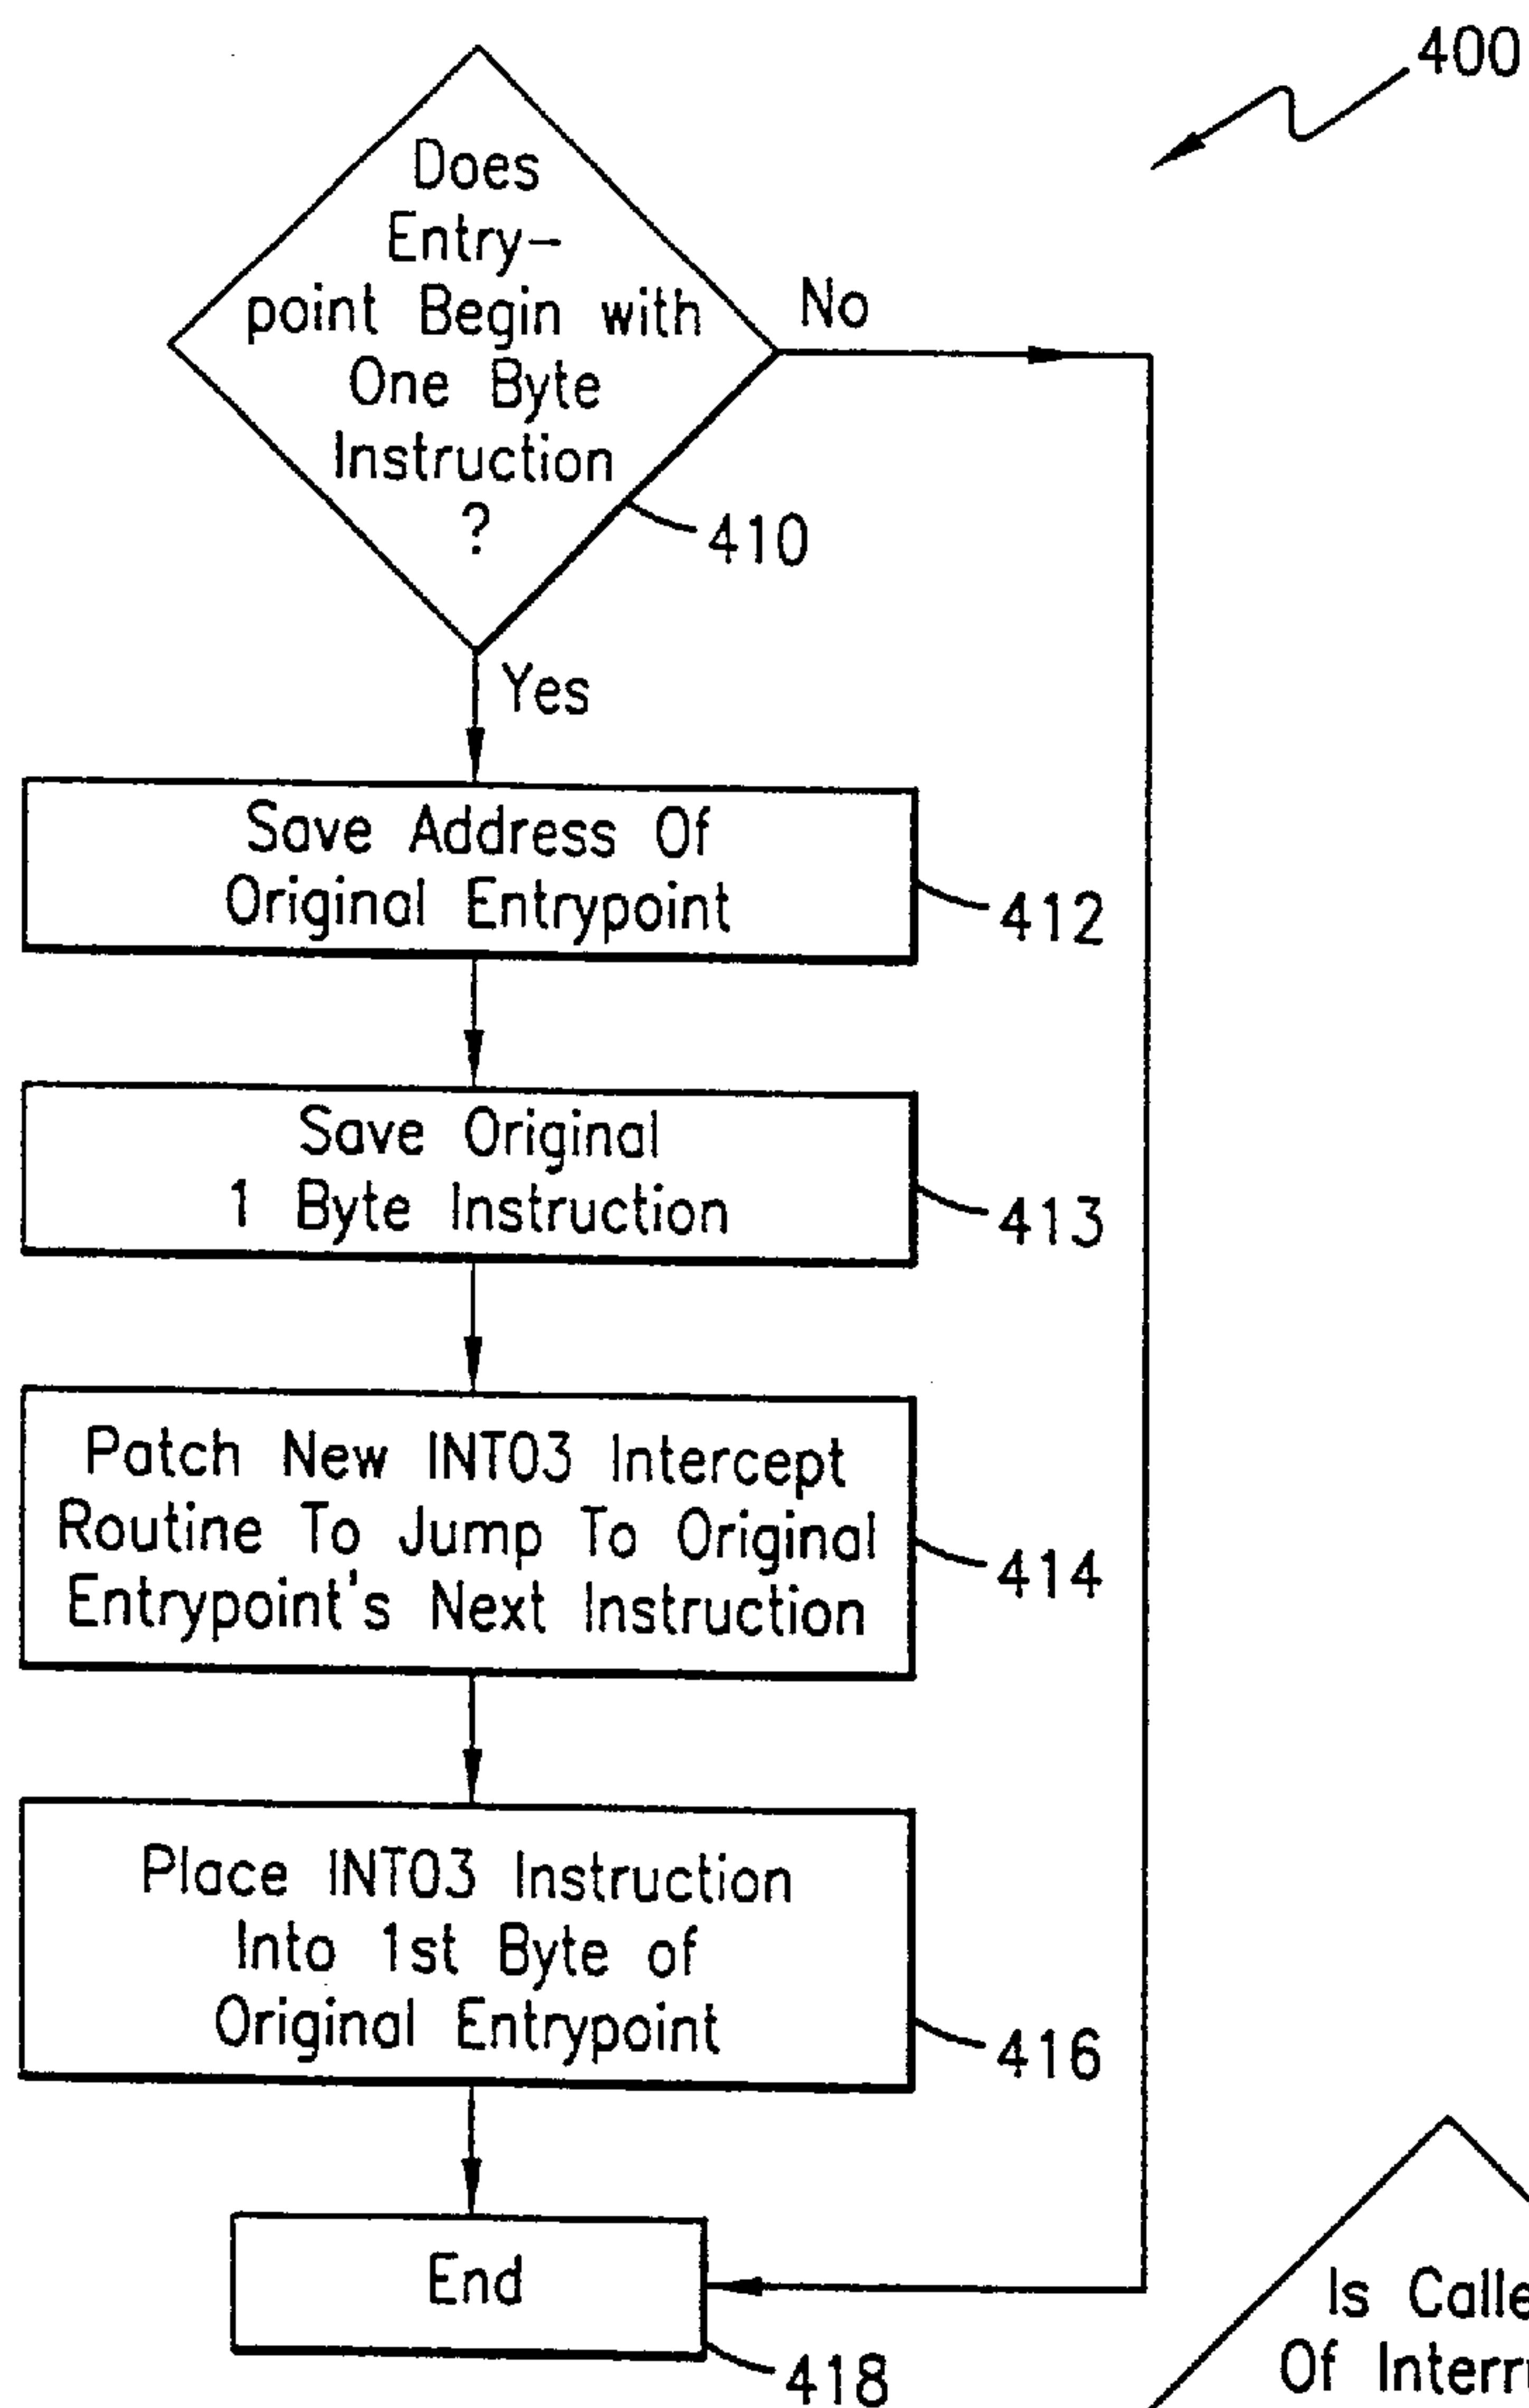 400
Does
Entry-
point Begin with
One Byte
Instruction
?
No
410
Yes
Save Address Of
Original Entrypoint
412
Save Original
1 Byte Instruction
413
Patch New INT03 Intercept
Routine To Jump To Original
Entrypoint's Next Instruction
414
Place INT03 Instruction
Into 1st Byte of
Original Entrypoint
416
End
418
Is
Of